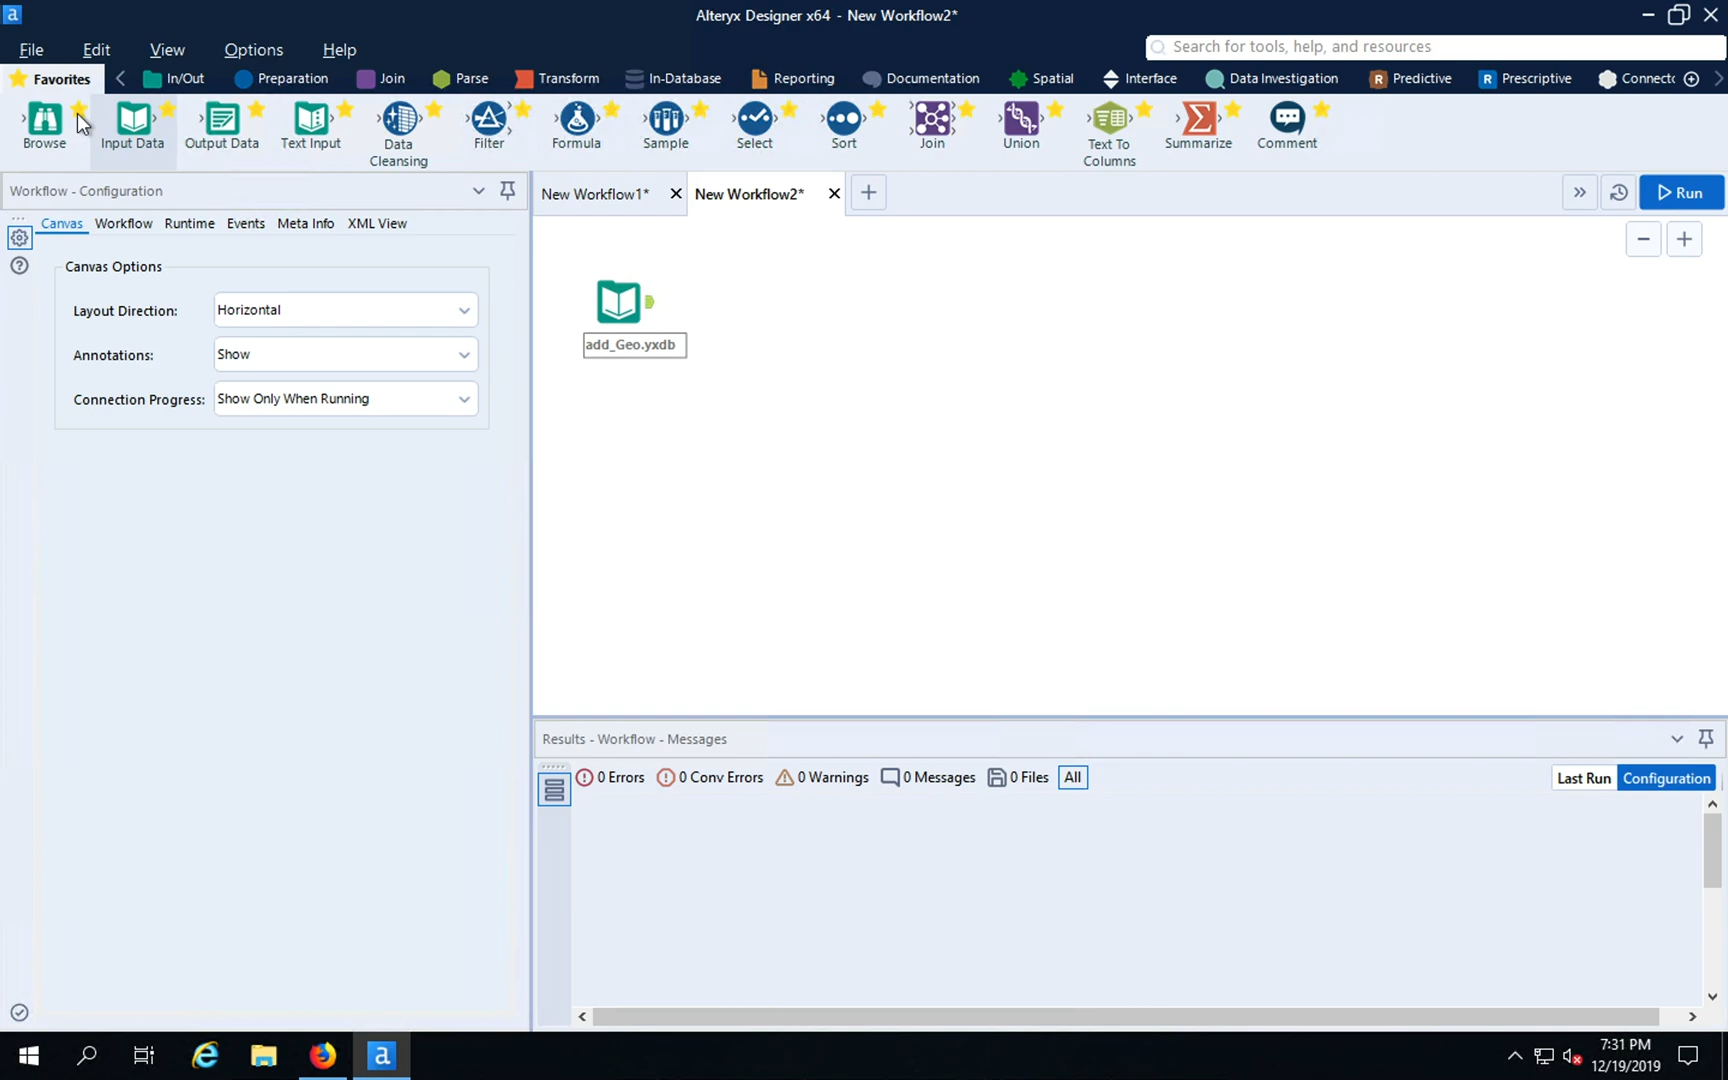 a Alteryx Designer x64 - New Workflow2*
File Edit View Options Help Search for tools, help, and resources
Favorites In/Out Preparation Join Parse Transform In-Database Reporting Documentation Spatial Interface Data Investigation R Predictive R Prescriptive Connecto
Browse Input Data Output Data Text Input Data Cleansing Filter Formula Sample Select Sort Join Union Text To Columns Summarize Comment
Workflow - Configuration
New Workflow1* New Workflow2* Run
Canvas Workflow Runtime Events Meta Info XML View
Canvas Options
Layout Direction: Horizontal
Annotations: Show
Connection Progress: Show Only When Running
add_Geo.yxdb
Results - Workflow - Messages
0 Errors 0 Conv Errors 0 Warnings 0 Messages 0 Files All Last Run Configuration
a
7:31 PM
12/19/2019